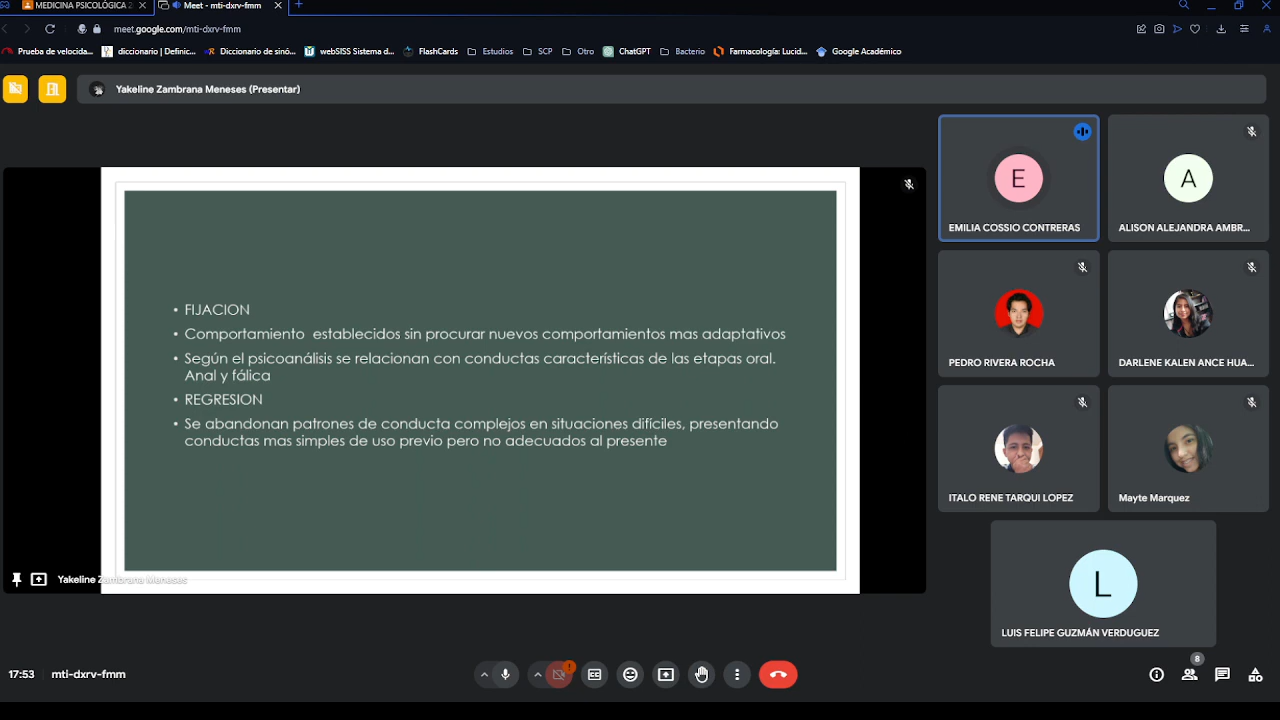 MEDICINA PSICOLÓGICA 2
Meet - mti-dxrv-fmm
meet.google.com/mti-dxrv-fmm
Prueba de velocida...
diccionario | Definic...
Diccionario de sinó...
webSISS Sistema d...
FlashCards
Estudios
SCP
Otro
ChatGPT
Bacterio
Farmacología: Lucid...
Google Académico
Yakeline Zambrana Meneses (Presentar)
• FIJACION
• Comportamiento establecidos sin procurar nuevos comportamientos mas adaptativos
• Según el psicoanálisis se relacionan con conductas características de las etapas oral.
Anal y fálica
• REGRESION
• Se abandonan patrones de conducta complejos en situaciones difíciles, presentando
conductas mas simples de uso previo pero no adecuados al presente
Yakeline Zambrana Meneses
E
EMILIA COSSIO CONTRERAS
A
ALISON ALEJANDRA AMBR...
PEDRO RIVERA ROCHA
DARLENE KALEN ANCE HUA...
ITALO RENE TARQUI LOPEZ
Mayte Marquez
L
LUIS FELIPE GUZMÁN VERDUGUEZ
17:53
mti-dxrv-fmm
8